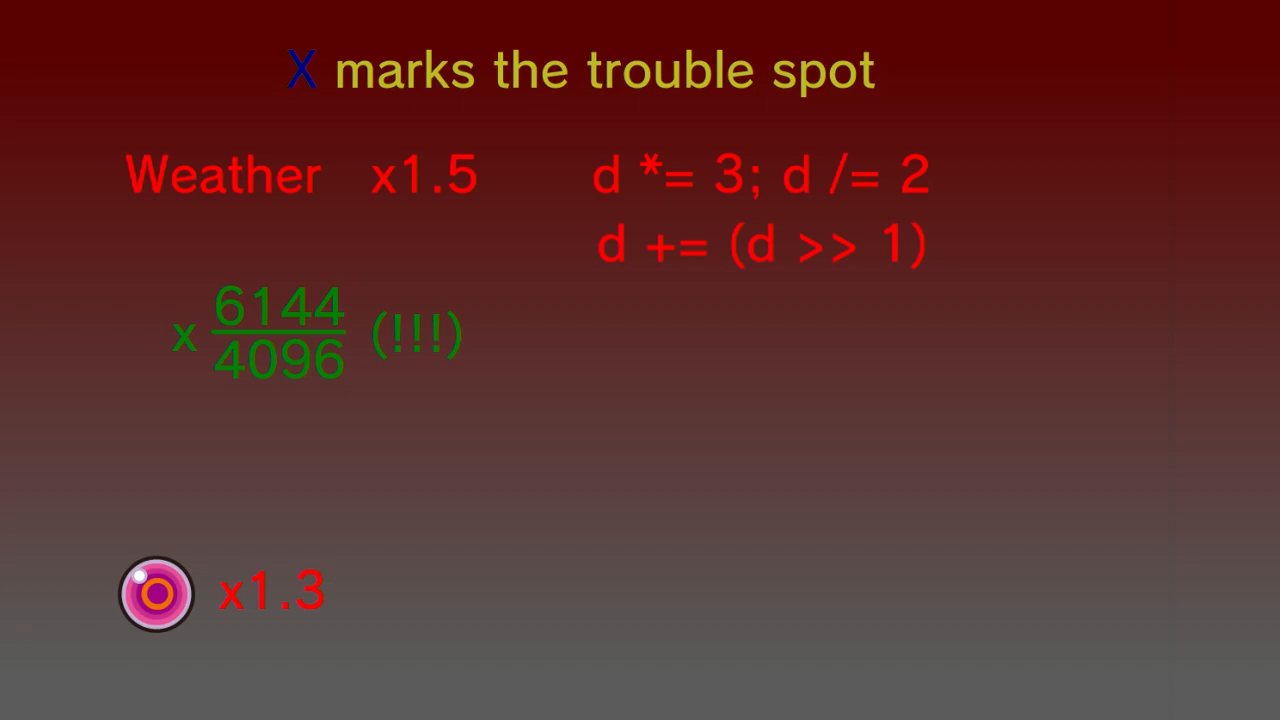 X marks the trouble spot
Weather x1.5 d *= 3; d /= 2
d += (d >> 1)
x 6144/4096 (!!!)
x1.3